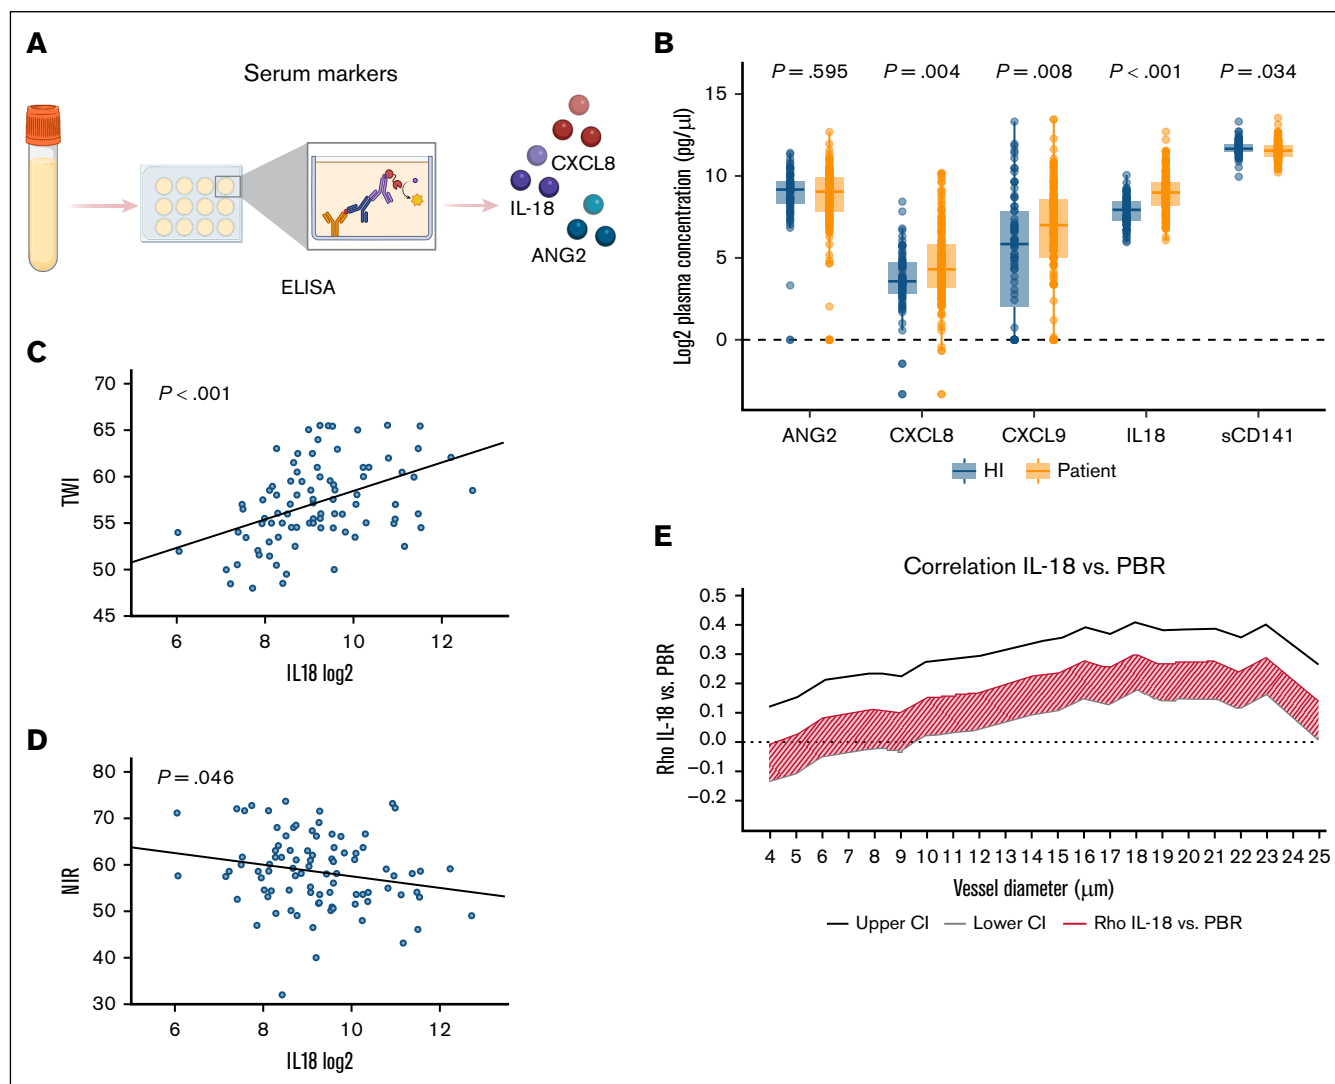 A
Serum markers
CXCL8
IL-18
ANG2
ELISA
B
P = .595 P = .004 P = .008 P < .001 P = .034
Log2 plasma concentration (pg/µl)
15
10
5
0
ANG2 CXCL8 CXCL9 IL18 sCD141
HI Patient
C
P < .001
TWI
70
65
60
55
50
45
6 8 10 12
IL18 log2
D
P = .046
NIR
80
70
60
50
40
30
6 8 10 12
IL18 log2
E
Correlation IL-18 vs. PBR
Rho IL-18 vs. PBR
0.5
0.4
0.3
0.2
0.1
0.0
−0.1
−0.2
4 5 6 7 8 9 10 11 12 13 14 15 16 17 18 19 20 21 22 23 24 25
Vessel diameter (µm)
Upper CI Lower CI Rho IL-18 vs. PBR